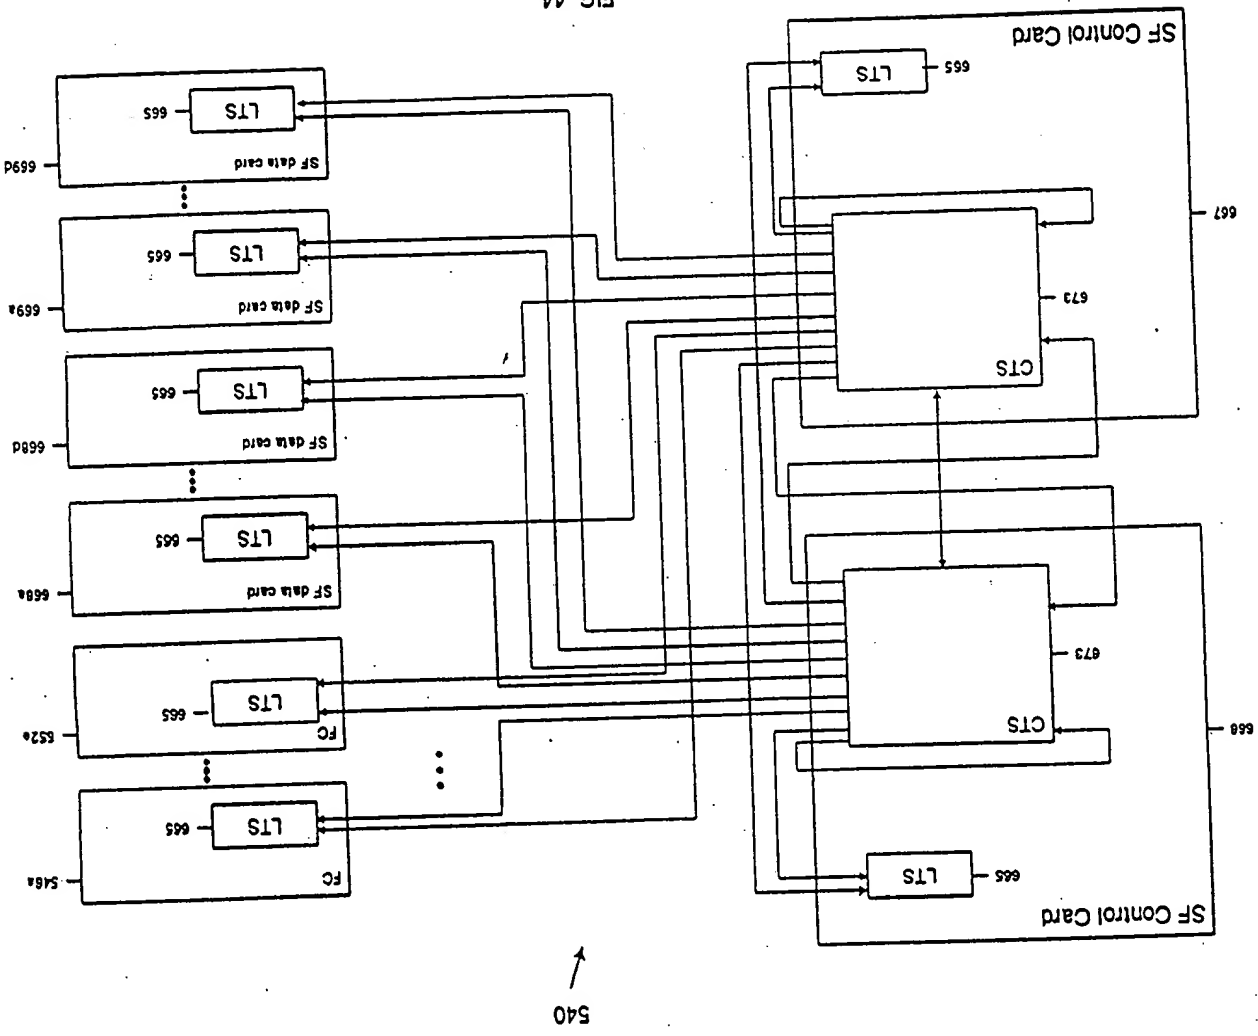 540
SF Control Card
665
LTS
666
CTS
673
667
CTS
673
LTS
665
SF Control Card
546a
FC
LTS
665
652a
FC
LTS
665
668a
SF data card
LTS
665
668d
SF data card
LTS
665
669a
SF data card
LTS
665
669d
SF data card
LTS
665
FIG. 44